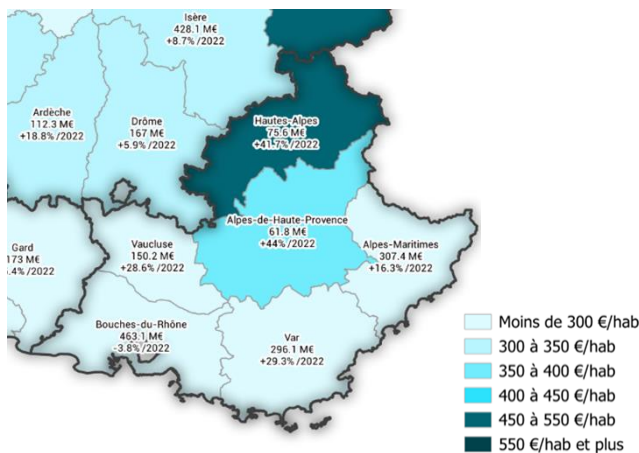 Isère
428.1 M€
+8.7% /2022
Ardèche
112.3 M€
+18.8% /2022
Drôme
167 M€
+5.9% /2022
Hautes-Alpes
75.6 M€
+41.7% /2022
Alpes-de-Haute-Provence
61.8 M€
+44% /2022
Gard
173 M€
.4% /2022
Vaucluse
150.2 M€
+28.6% /2022
Alpes-Maritimes
307.4 M€
+16.3% /2022
Bouches-du-Rhône
463.1 M€
-3.8% /2022
Var
296.1 M€
+29.3% /2022
Moins de 300 €/hab
300 à 350 €/hab
350 à 400 €/hab
400 à 450 €/hab
450 à 550 €/hab
550 €/hab et plus